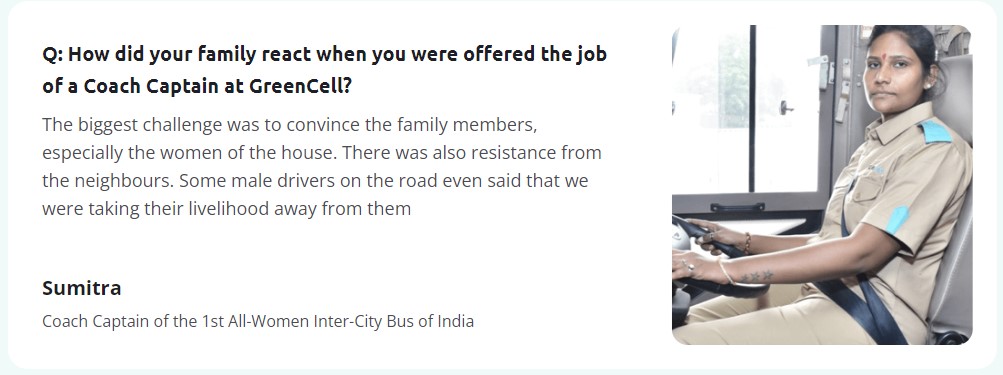 Q: How did your family react when you were offered the job
of a Coach Captain at GreenCell?
The biggest challenge was to convince the family members,
especially the women of the house. There was also resistance from
the neighbours. Some male drivers on the road even said that we
were taking their livelihood away from them
Sumitra
Coach Captain of the 1st All-Women Inter-City Bus of India